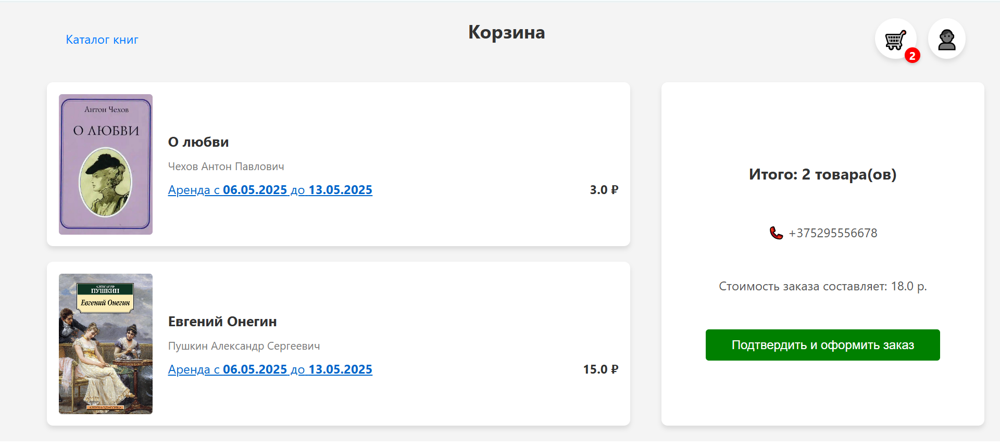 Каталог книг
Корзина
2
Антон Чехов
О ЛЮБВИ
О любви
Чехов Антон Павлович
Аренда с 06.05.2025 до 13.05.2025
3.0 ₽
АЛЕКСАНДР
ПУШКИН
Евгений Онегин
АЗБУКА-КЛАССИКА
Евгений Онегин
Пушкин Александр Сергеевич
Аренда с 06.05.2025 до 13.05.2025
15.0 ₽
Итого: 2 товара(ов)
+375295556678
Стоимость заказа составляет: 18.0 р.
Подтвердить и оформить заказ